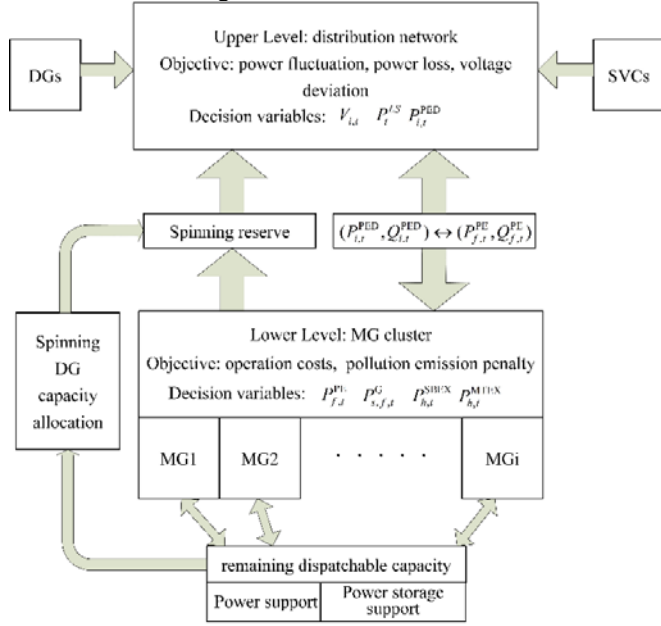 Upper Level: distribution network
DGs
Objective: power fluctuation, power loss, voltage
deviation
SVCs
Decision variables: V_{i,t} P_t^{LS} P_{i,t}^{PED}
Spinning reserve
(P_{i,t}^{PED}, Q_{i,t}^{PED}) ↔ (P_{f,t}^{PE}, Q_{f,t}^{PE})
Lower Level: MG cluster
Objective: operation costs, pollution emission penalty
Decision variables: P_{f,t}^{PE} P_{s,f,t}^{G} P_{h,t}^{SBEX} P_{h,t}^{MTEX}
Spinning
DG
capacity
allocation
MG1 MG2 · · · · · MGi
remaining dispatchable capacity
Power support
Power storage
support